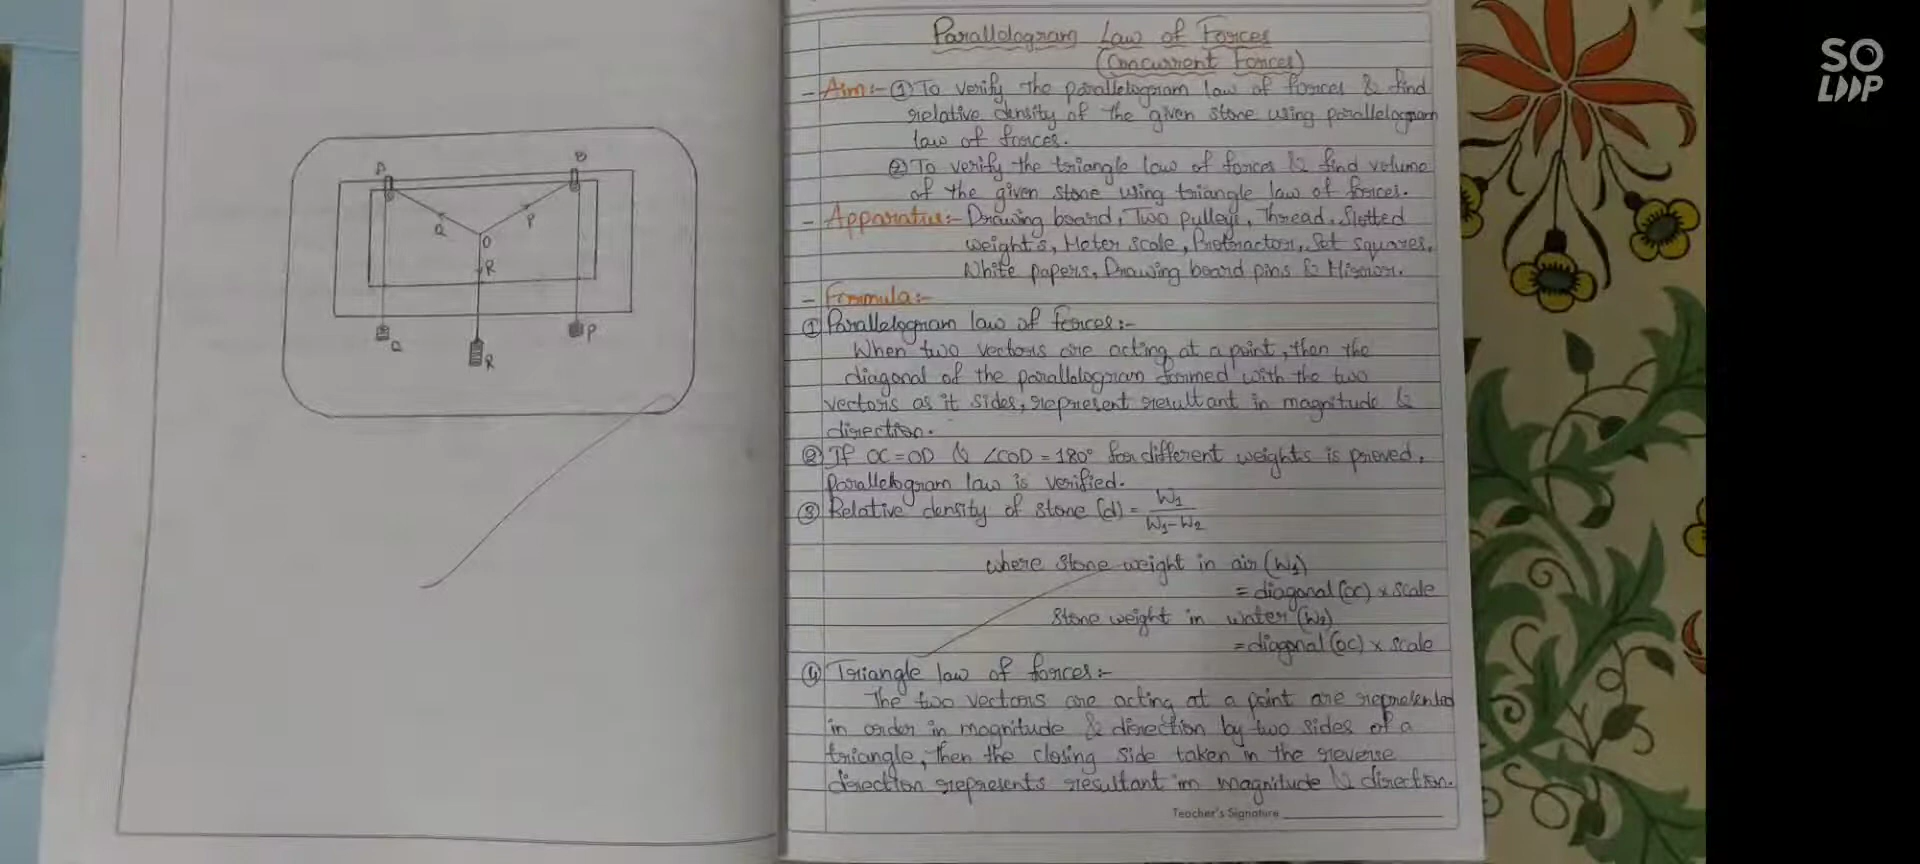 A
B
Q
P
O
R
Q
R
P
Parallologram Law of Forces
(Concurrent Forces)
- Aim:- ① To verify the parallelogram law of forces & find
relative density of the given stone using parallelogram
law of forces.
② To verify the triangle law of forces & find volume
of the given stone using triangle law of forces.
- Apparatus:- Drawing board, Two pulleys, Thread, Slotted
weights, Meter scale, Protractor, Set squares,
White papers, Drawing board pins & Mirror.
- Formula:-
① Parallelogram law of forces:-
When two vectors are acting at a point, then the
diagonal of the parallologram formed with the two
vectors as it sides, represent resultant in magnitude &
direction.
② If OC=OD & ∠COD = 180° for different weights is proved,
Parallelogram law is verified.
③ Relative density of stone (d) = W₁
W₁-W₂
where stone weight in air (W₁)
= diagonal (OC) × scale
Stone weight in water (W₂)
= diagonal (OC) × scale
④ Triangle law of forces:-
The two vectors are acting at a point are represented
in order in magnitude & direction by two sides of a
triangle, then the closing side taken in the reverse
direction represents resultant in magnitude & direction.
Teacher's Signature
SO
LOOP